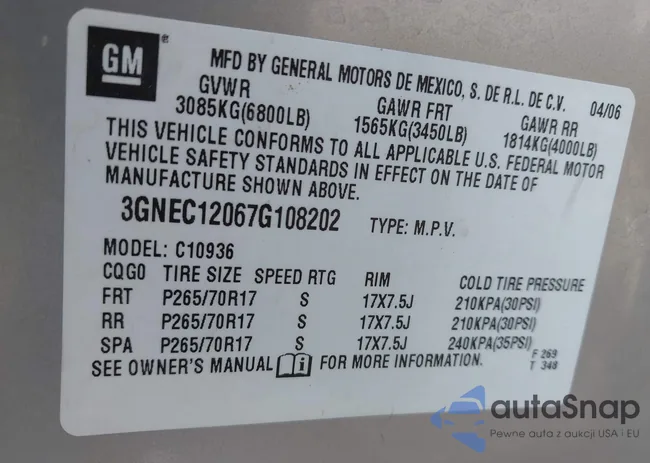 GM
MFD BY GENERAL MOTORS DE MEXICO, S. DE R.L. DE C.V. 04/06
GVWR GAWR FRT GAWR RR
3085KG(6800LB) 1565KG(3450LB) 1814KG(4000LB)
THIS VEHICLE CONFORMS TO ALL APPLICABLE U.S. FEDERAL MOTOR
VEHICLE SAFETY STANDARDS IN EFFECT ON THE DATE OF
MANUFACTURE SHOWN ABOVE.
3GNEC12067G108202 TYPE: M.P.V.
MODEL: C10936
CQG0 TIRE SIZE SPEED RTG RIM COLD TIRE PRESSURE
FRT P265/70R17 S 17X7.5J 210KPA(30PSI)
RR P265/70R17 S 17X7.5J 210KPA(30PSI)
SPA P265/70R17 S 17X7.5J 240KPA(35PSI)
SEE OWNER'S MANUAL i FOR MORE INFORMATION.
F 269
T 348
autaSnap
Pewne auta z aukcji USA i EU